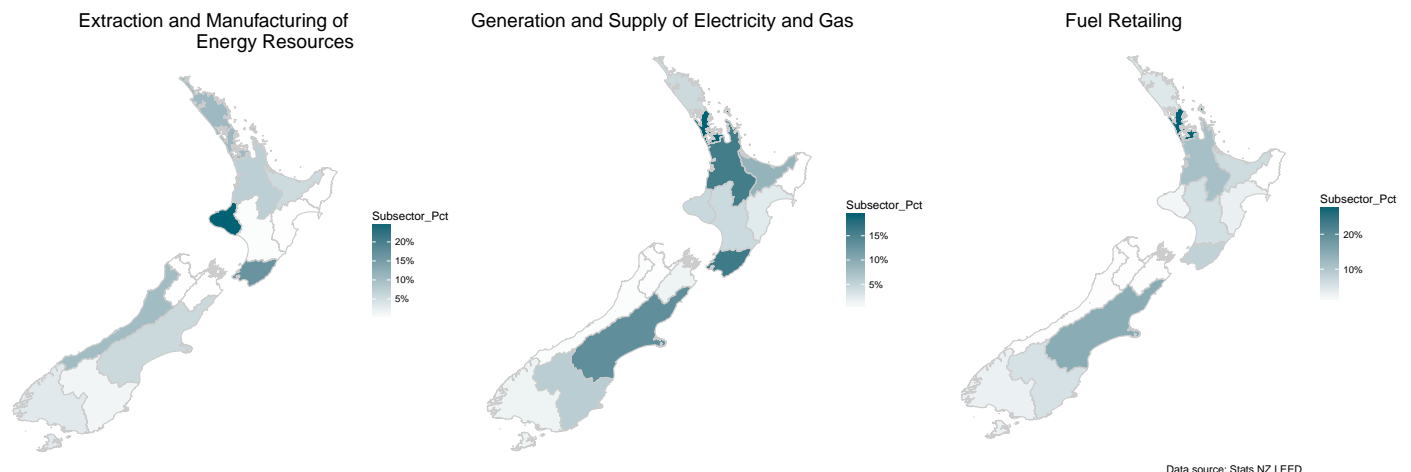 Extraction and Manufacturing of
Energy Resources
Subsector_Pct
20%
15%
10%
5%
Generation and Supply of Electricity and Gas
Subsector_Pct
15%
10%
5%
Fuel Retailing
Subsector_Pct
20%
10%
Data source: Stats NZ LEED